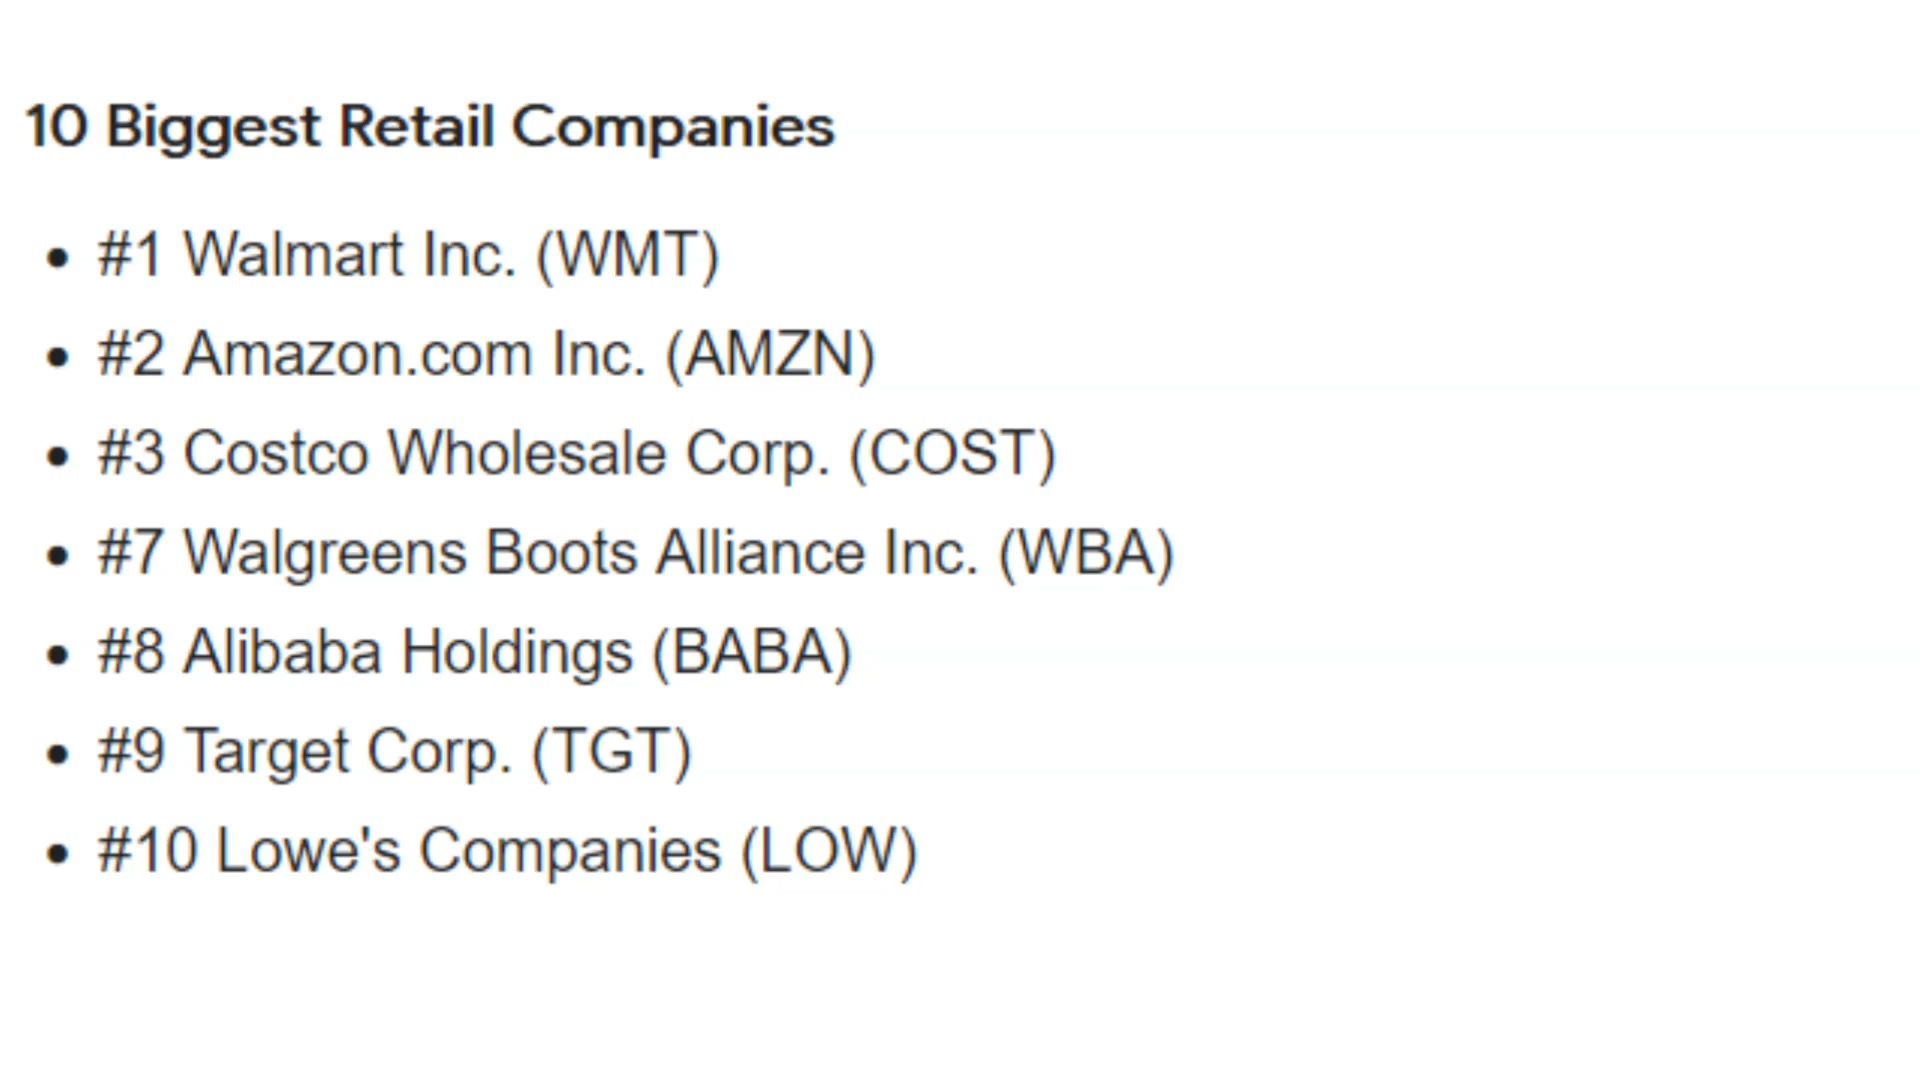 10 Biggest Retail Companies
• #1 Walmart Inc. (WMT)
• #2 Amazon.com Inc. (AMZN)
• #3 Costco Wholesale Corp. (COST)
• #7 Walgreens Boots Alliance Inc. (WBA)
• #8 Alibaba Holdings (BABA)
• #9 Target Corp. (TGT)
• #10 Lowe's Companies (LOW)